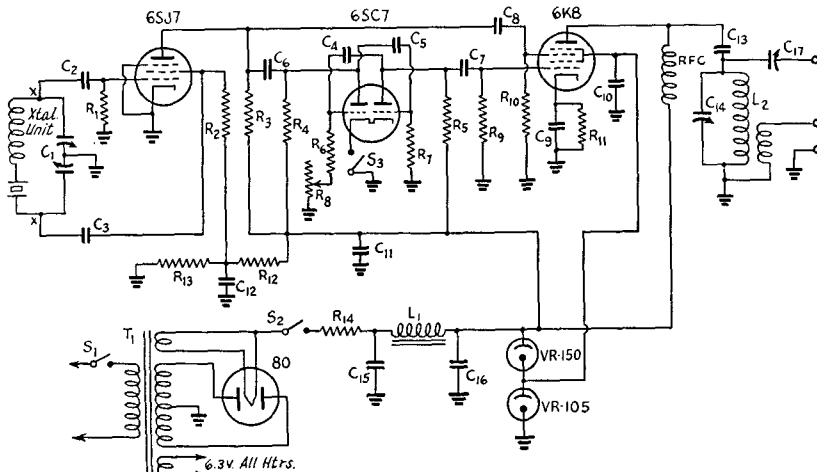 6SJ7
6SC7
6K8
C8
C13
C17
C4
C5
RFC
C2
C6
C7
C10
L2
C14
x
Xtal.
Unit
R1
R2
R3
R4
R5
R9
R10
C9
R11
R6
R7
S3
R8
C1
x
C3
C11
R13
R12
C12
T1
S2
R14
L1
S1
80
C15
C16
VR-150
VR-105
6.3v. All Htrs.